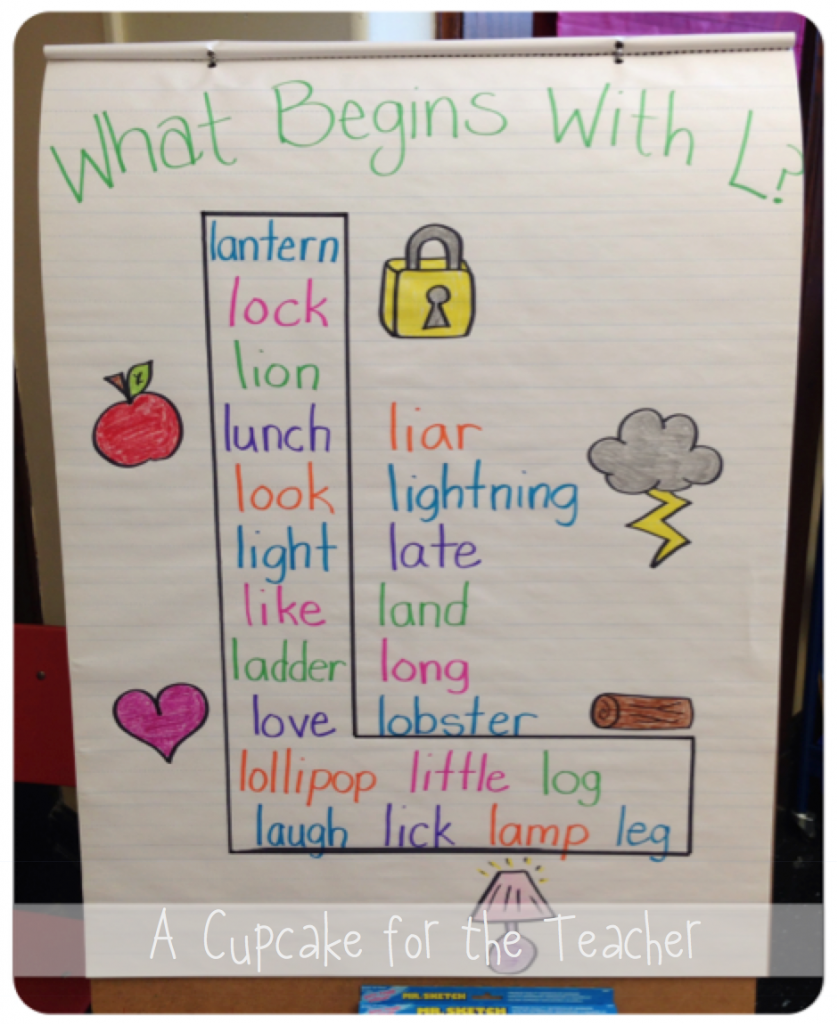 What Begins With L?
lantern
lock
lion
lunch liar
look lightning
light late
like land
ladder long
love lobster
lollipop little log
laugh lick lamp leg
A Cupcake for the Teacher
MR. SKETCH
MR. SKETCH